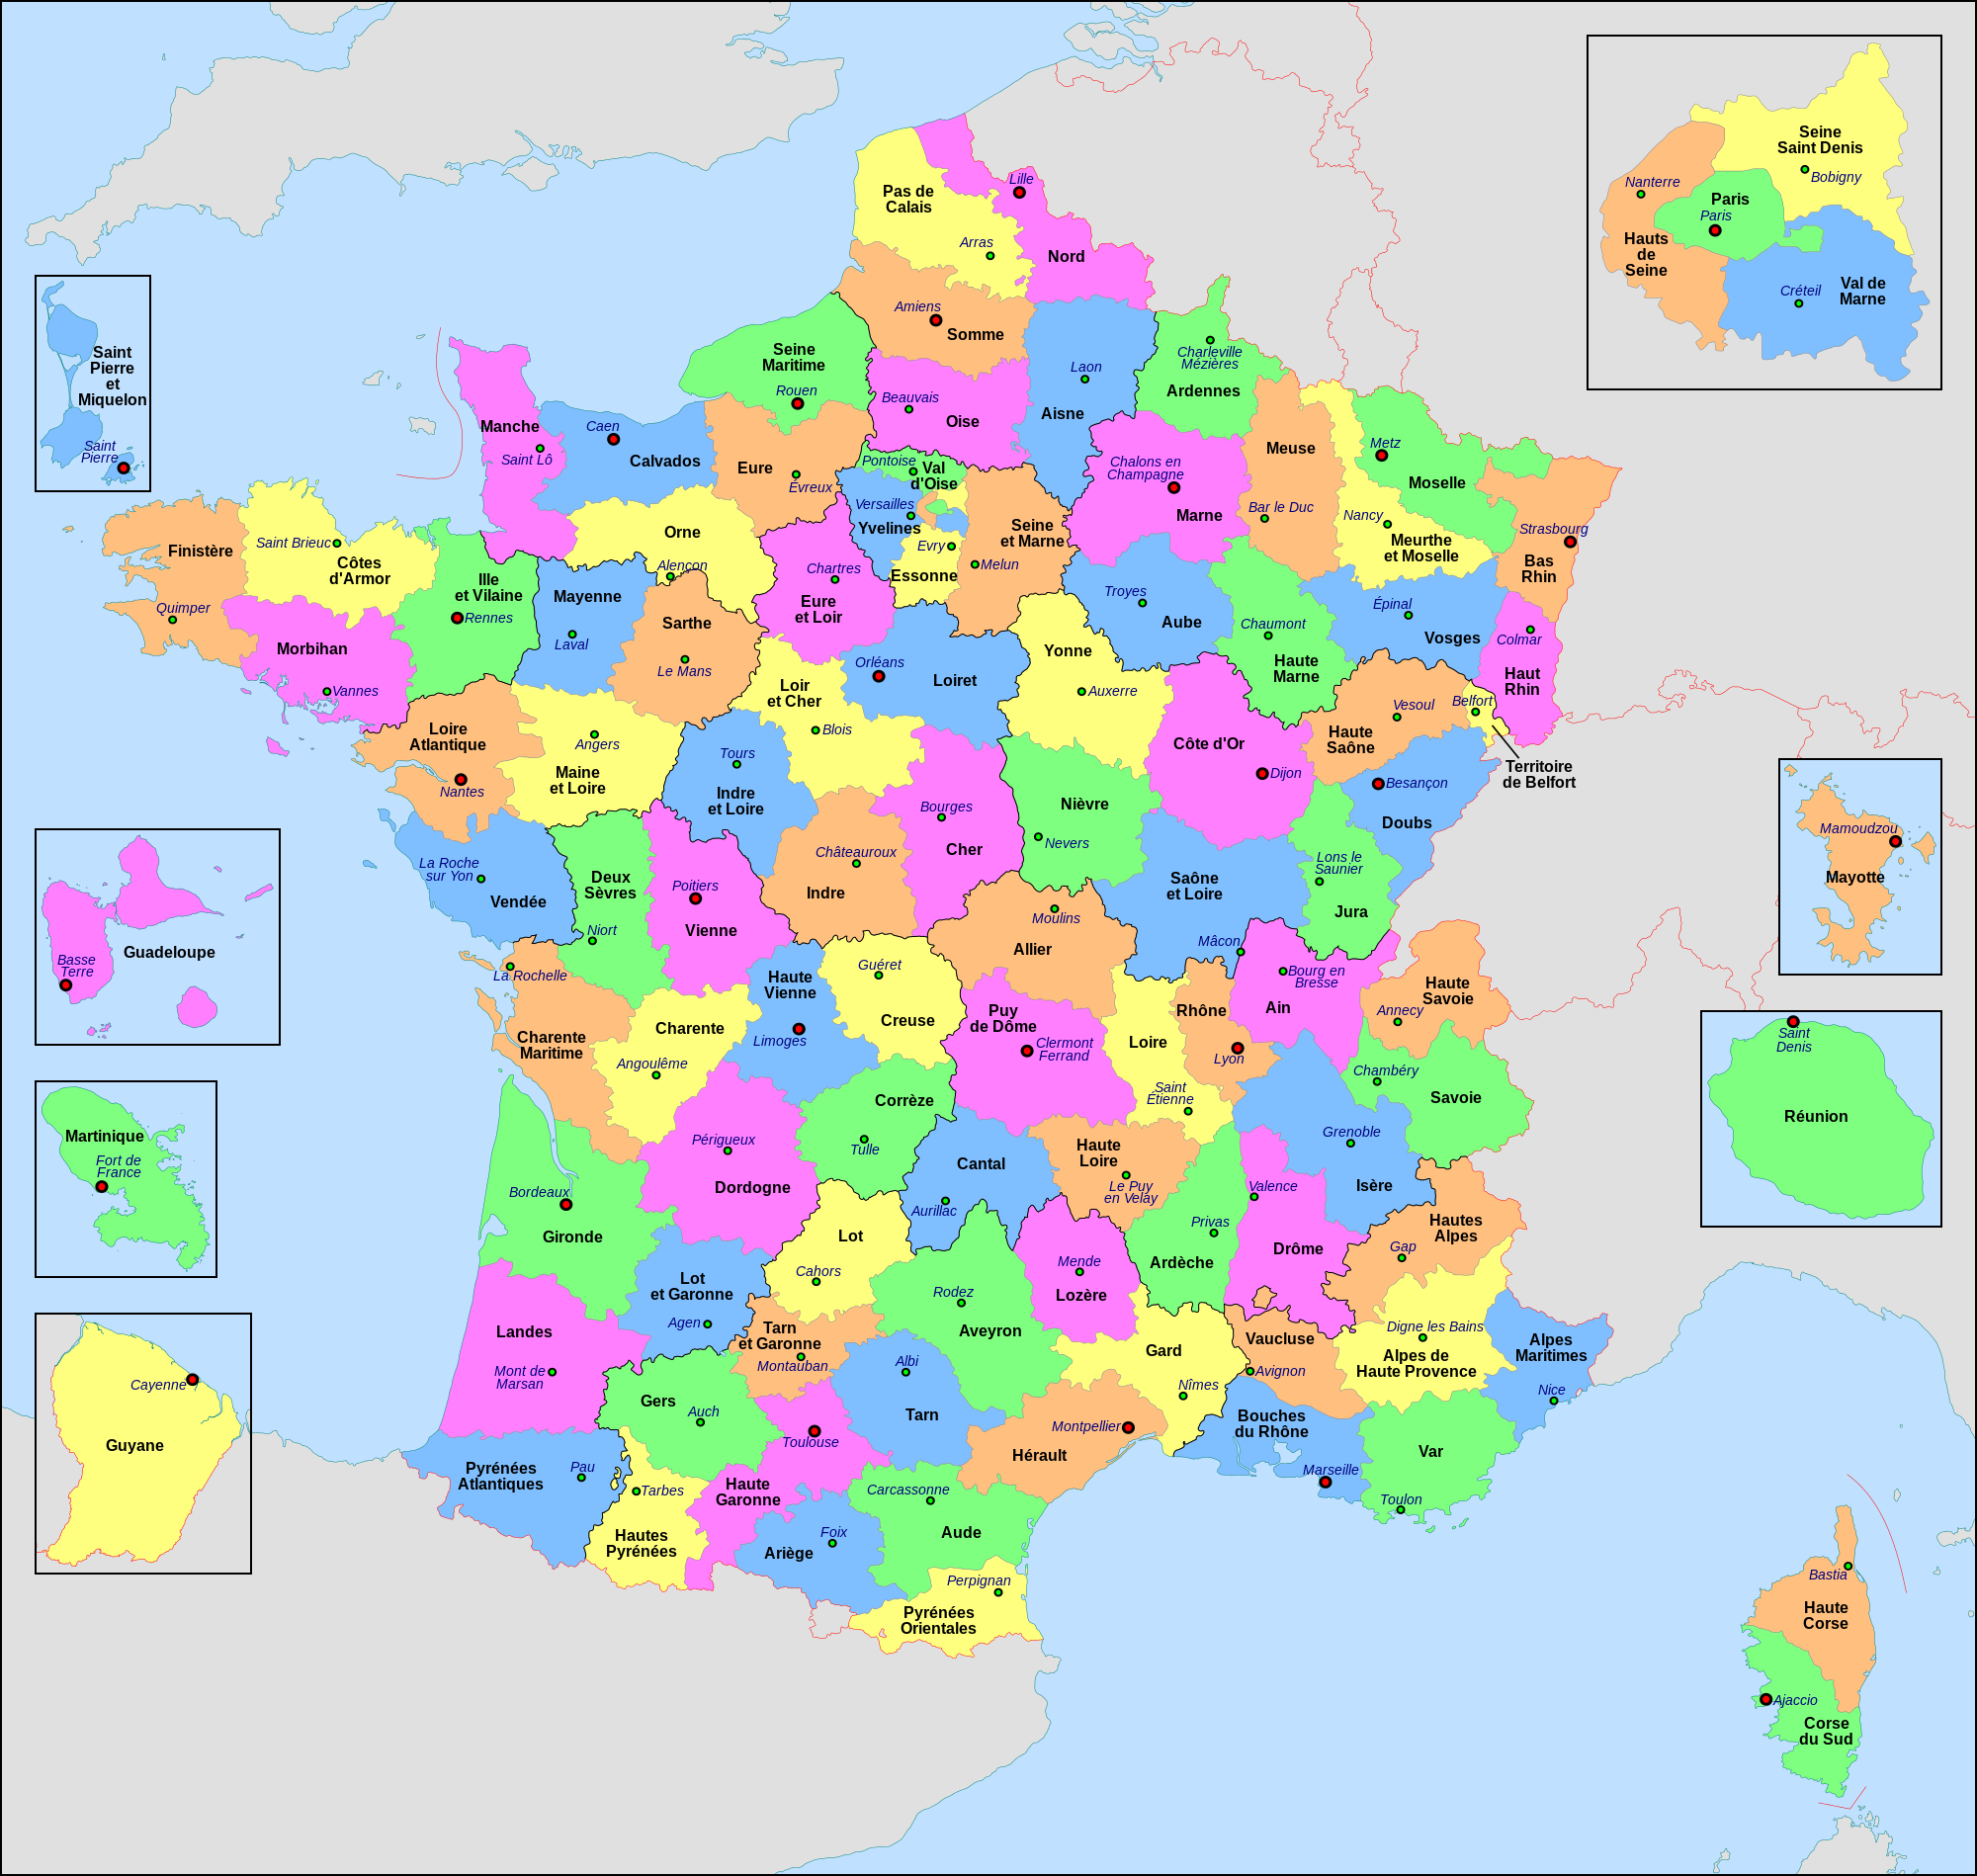 Seine
Saint Denis
Bobigny
Nanterre
Paris
Paris
Hauts
de
Seine
Créteil
Val de
Marne
Lille
Pas de
Calais
Arras
Nord
Amiens
Somme
Saint
Pierre
et
Miquelon
Saint
Pierre
Seine
Maritime
Rouen
Beauvais
Oise
Laon
Aisne
Charleville
Mézières
Ardennes
Manche
Saint Lô
Caen
Calvados
Eure
Évreux
Pontoise
Val
d'Oise
Versailles
Yvelines
Evry
Essonne
Seine
et Marne
Melun
Chalons en
Champagne
Marne
Meuse
Bar le Duc
Metz
Moselle
Nancy
Meurthe
et Moselle
Strasbourg
Bas
Rhin
Finistère
Quimper
Saint Brieuc
Côtes
d'Armor
Morbihan
Vannes
Ille
et Vilaine
Rennes
Orne
Alençon
Mayenne
Laval
Sarthe
Le Mans
Chartres
Eure
et Loir
Troyes
Aube
Chaumont
Haute
Marne
Épinal
Vosges
Colmar
Haut
Rhin
Loir
et Cher
Blois
Orléans
Loiret
Yonne
Auxerre
Côte d'Or
Dijon
Vesoul
Haute
Saône
Belfort
Territoire
de Belfort
Loire
Atlantique
Nantes
Angers
Maine
et Loire
Tours
Indre
et Loire
Bourges
Cher
Nièvre
Nevers
Besançon
Doubs
Mamoudzou
Mayotte
La Roche
sur Yon
Vendée
Deux
Sèvres
Niort
Poitiers
Vienne
Châteauroux
Indre
Moulins
Allier
Saône
et Loire
Mâcon
Lons le
Saunier
Jura
Guadeloupe
Basse
Terre
La Rochelle
Charente
Maritime
Charente
Angoulême
Haute
Vienne
Limoges
Guéret
Creuse
Puy
de Dôme
Clermont
Ferrand
Loire
Saint
Étienne
Rhône
Lyon
Bourg en
Bresse
Ain
Haute
Savoie
Annecy
Chambéry
Savoie
Saint
Denis
Réunion
Martinique
Fort de
France
Bordeaux
Gironde
Périgueux
Dordogne
Corrèze
Tulle
Cantal
Aurillac
Haute
Loire
Le Puy
en Velay
Grenoble
Isère
Valence
Drôme
Privas
Ardèche
Hautes
Alpes
Gap
Guyane
Cayenne
Landes
Mont de
Marsan
Lot
et Garonne
Agen
Lot
Cahors
Tarn
et Garonne
Montauban
Rodez
Aveyron
Mende
Lozère
Gard
Nîmes
Vaucluse
Avignon
Digne les Bains
Alpes de
Haute Provence
Alpes
Maritimes
Nice
Gers
Auch
Toulouse
Haute
Garonne
Albi
Tarn
Montpellier
Hérault
Bouches
du Rhône
Marseille
Var
Toulon
Pyrénées
Atlantiques
Pau
Tarbes
Hautes
Pyrénées
Foix
Ariège
Carcassonne
Aude
Perpignan
Pyrénées
Orientales
Bastia
Haute
Corse
Ajaccio
Corse
du Sud